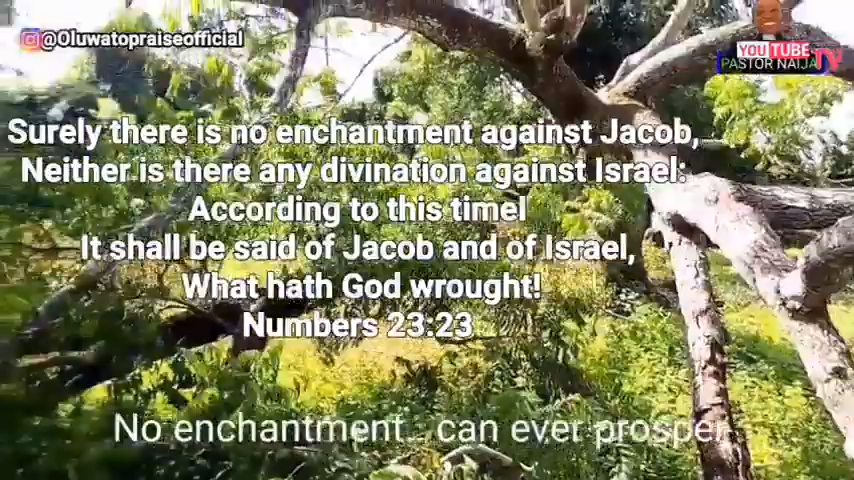 @Oluwatopraiseofficial
YOU TUBE
PASTOR NAIJA TV
Surely there is no enchantment against Jacob,
Neither is there any divination against Israel:
According to this timel
It shall be said of Jacob and of Israel,
What hath God wrought!
Numbers 23:23
No enchantment... can ever prosper